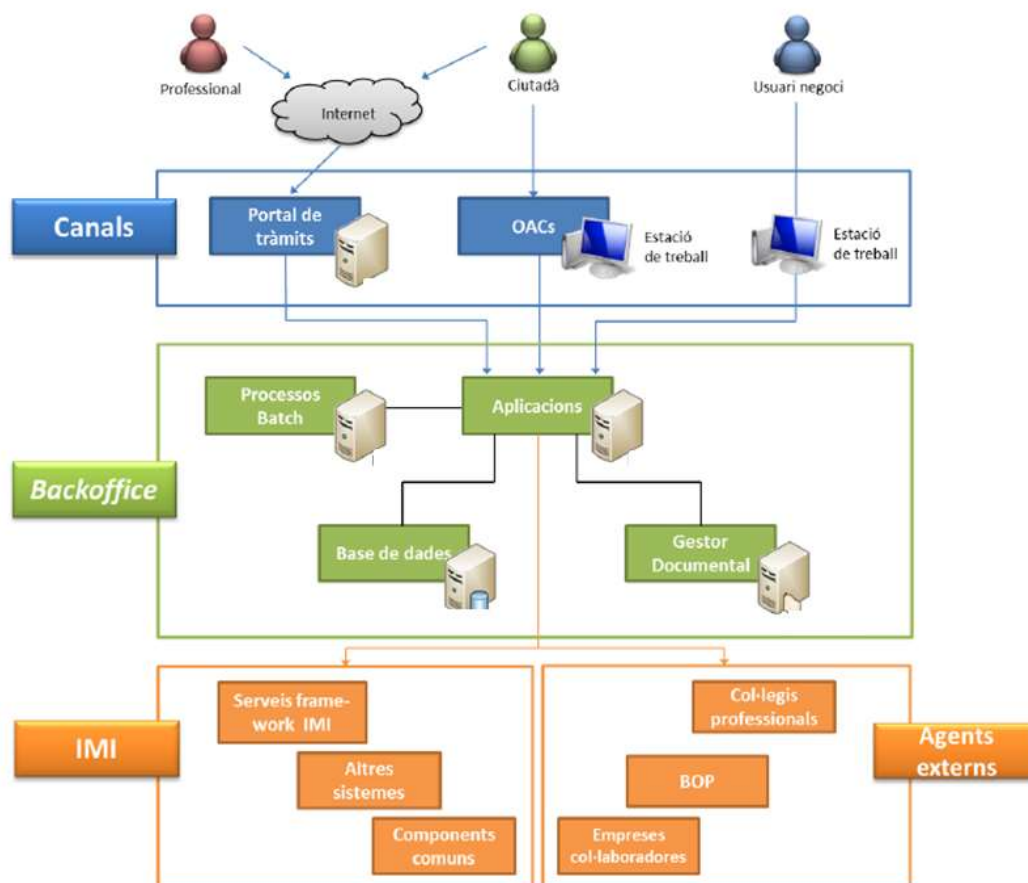 Professional
Ciutadà
Usuari negoci
Internet
Canals
Portal de
tràmits
OACs
Estació
de treball
Estació
de treball
Processos
Batch
Aplicacions
Backoffice
Base de dades
Gestor
Documental
Serveis frame-
work IMI
Col·legis
professionals
IMI
Altres
sistemes
BOP
Agents
externs
Components
comuns
Empreses
col·laboradores